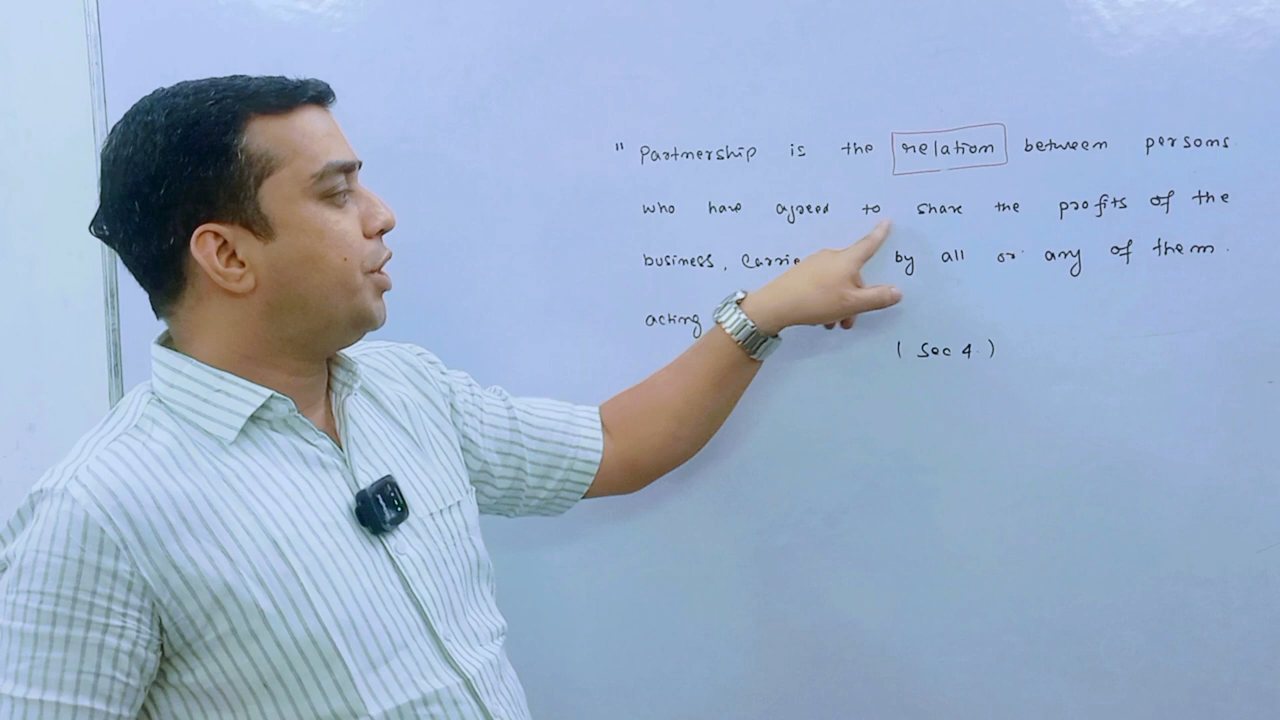 " Partnership is the relation between persons
who have agreed to share the profits of the
business, carrie by all or any of them.
acting
( Sec 4 )